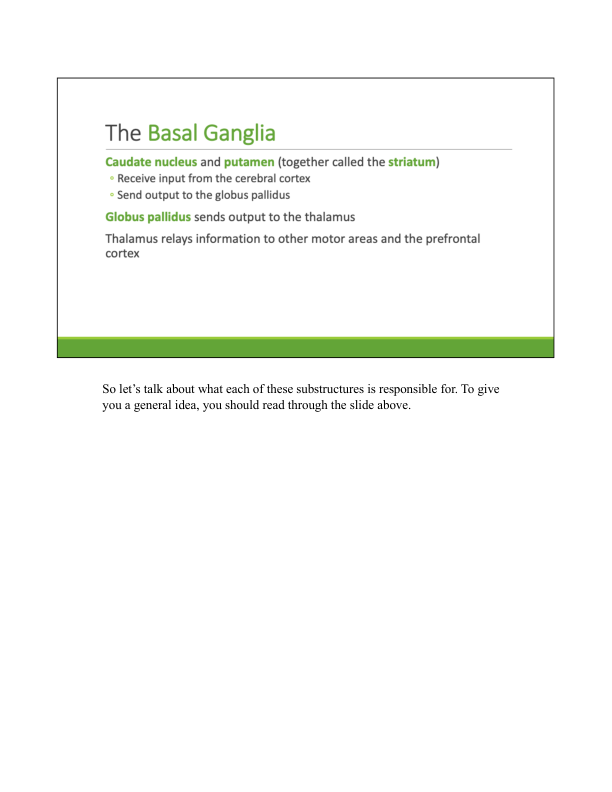 The Basal Ganglia
Caudate nucleus and putamen (together called the striatum)
◦ Receive input from the cerebral cortex
◦ Send output to the globus pallidus
Globus pallidus sends output to the thalamus
Thalamus relays information to other motor areas and the prefrontal
cortex
So let’s talk about what each of these substructures is responsible for. To give
you a general idea, you should read through the slide above.